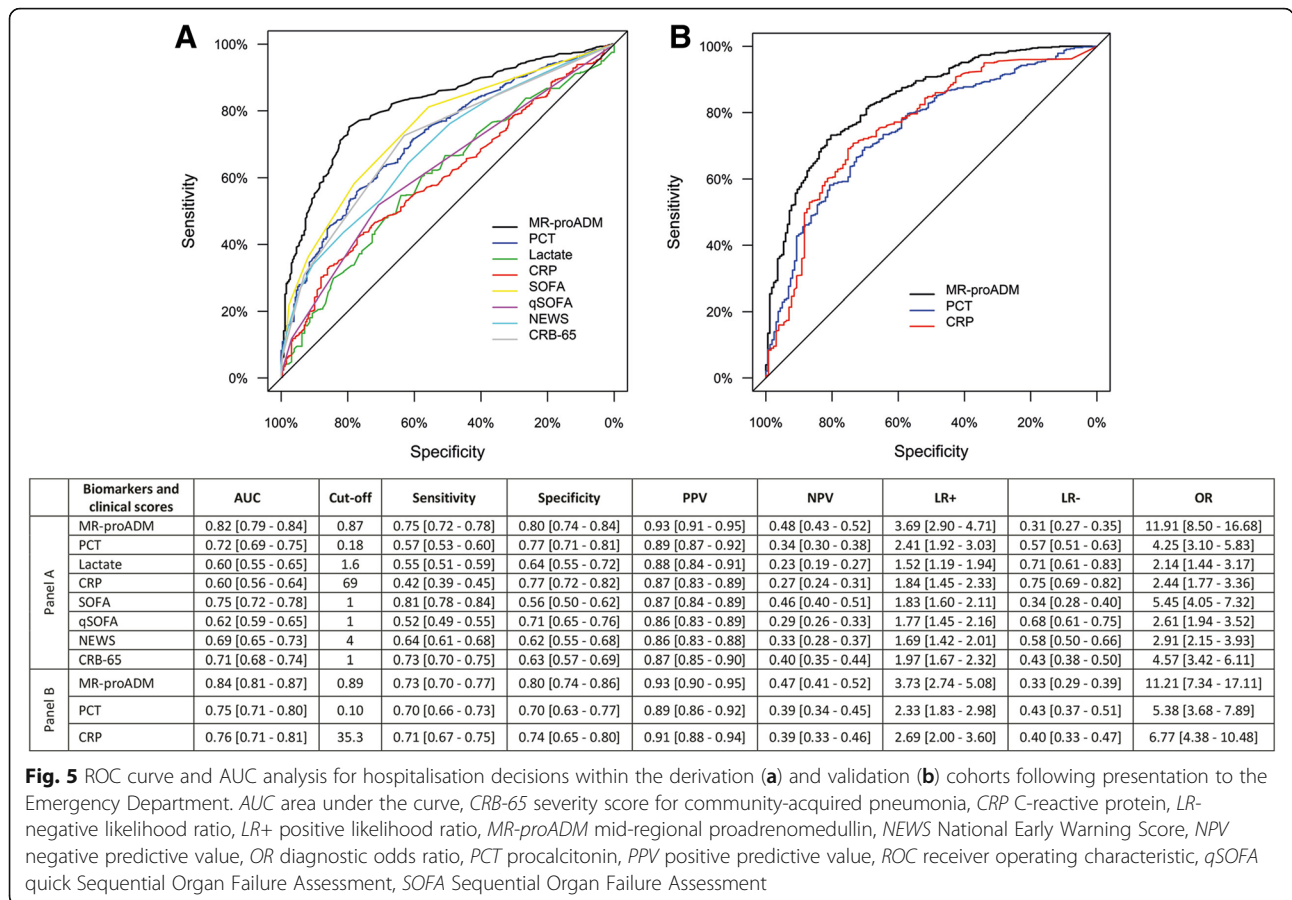 A
B
100%
80%
60%
40%
20%
0%
Sensitivity
100% 80% 60% 40% 20% 0%
Specificity
MR-proADM
PCT
Lactate
CRP
SOFA
qSOFA
NEWS
CRB-65
100%
80%
60%
40%
20%
0%
Sensitivity
100% 80% 60% 40% 20% 0%
Specificity
MR-proADM
PCT
CRP
Biomarkers and clinical scores AUC Cut-off Sensitivity Specificity PPV NPV LR+ LR- OR
Panel A
MR-proADM 0.82 [0.79 - 0.84] 0.87 0.75 [0.72 - 0.78] 0.80 [0.74 - 0.84] 0.93 [0.91 - 0.95] 0.48 [0.43 - 0.52] 3.69 [2.90 - 4.71] 0.31 [0.27 - 0.35] 11.91 [8.50 - 16.68]
PCT 0.72 [0.69 - 0.75] 0.18 0.57 [0.53 - 0.60] 0.77 [0.71 - 0.81] 0.89 [0.87 - 0.92] 0.34 [0.30 - 0.38] 2.41 [1.92 - 3.03] 0.57 [0.51 - 0.63] 4.25 [3.10 - 5.83]
Lactate 0.60 [0.55 - 0.65] 1.6 0.55 [0.51 - 0.59] 0.64 [0.55 - 0.72] 0.88 [0.84 - 0.91] 0.23 [0.19 - 0.27] 1.52 [1.19 - 1.94] 0.71 [0.61 - 0.83] 2.14 [1.44 - 3.17]
CRP 0.60 [0.56 - 0.64] 69 0.42 [0.39 - 0.45] 0.77 [0.72 - 0.82] 0.87 [0.83 - 0.89] 0.27 [0.24 - 0.31] 1.84 [1.45 - 2.33] 0.75 [0.69 - 0.82] 2.44 [1.77 - 3.36]
SOFA 0.75 [0.72 - 0.78] 1 0.81 [0.78 - 0.84] 0.56 [0.50 - 0.62] 0.87 [0.84 - 0.89] 0.46 [0.40 - 0.51] 1.83 [1.60 - 2.11] 0.34 [0.28 - 0.40] 5.45 [4.05 - 7.32]
qSOFA 0.62 [0.59 - 0.65] 1 0.52 [0.49 - 0.55] 0.71 [0.65 - 0.76] 0.86 [0.83 - 0.89] 0.29 [0.26 - 0.33] 1.77 [1.45 - 2.16] 0.68 [0.61 - 0.75] 2.61 [1.94 - 3.52]
NEWS 0.69 [0.65 - 0.73] 4 0.64 [0.61 - 0.68] 0.62 [0.55 - 0.68] 0.86 [0.83 - 0.88] 0.33 [0.28 - 0.37] 1.69 [1.42 - 2.01] 0.58 [0.50 - 0.66] 2.91 [2.15 - 3.93]
CRB-65 0.71 [0.68 - 0.74] 1 0.73 [0.70 - 0.75] 0.63 [0.57 - 0.69] 0.87 [0.85 - 0.90] 0.40 [0.35 - 0.44] 1.97 [1.67 - 2.32] 0.43 [0.38 - 0.50] 4.57 [3.42 - 6.11]
Panel B
MR-proADM 0.84 [0.81 - 0.87] 0.89 0.73 [0.70 - 0.77] 0.80 [0.74 - 0.86] 0.93 [0.90 - 0.95] 0.47 [0.41 - 0.52] 3.73 [2.74 - 5.08] 0.33 [0.29 - 0.39] 11.21 [7.34 - 17.11]
PCT 0.75 [0.71 - 0.80] 0.10 0.70 [0.66 - 0.73] 0.70 [0.63 - 0.77] 0.89 [0.86 - 0.92] 0.39 [0.34 - 0.45] 2.33 [1.83 - 2.98] 0.43 [0.37 - 0.51] 5.38 [3.68 - 7.89]
CRP 0.76 [0.71 - 0.81] 35.3 0.71 [0.67 - 0.75] 0.74 [0.65 - 0.80] 0.91 [0.88 - 0.94] 0.39 [0.33 - 0.46] 2.69 [2.00 - 3.60] 0.40 [0.33 - 0.47] 6.77 [4.38 - 10.48]
Fig. 5 ROC curve and AUC analysis for hospitalisation decisions within the derivation (a) and validation (b) cohorts following presentation to the
Emergency Department. AUC area under the curve, CRB-65 severity score for community-acquired pneumonia, CRP C-reactive protein, LR-
negative likelihood ratio, LR+ positive likelihood ratio, MR-proADM mid-regional proadrenomedullin, NEWS National Early Warning Score, NPV
negative predictive value, OR diagnostic odds ratio, PCT procalcitonin, PPV positive predictive value, ROC receiver operating characteristic, qSOFA
quick Sequential Organ Failure Assessment, SOFA Sequential Organ Failure Assessment